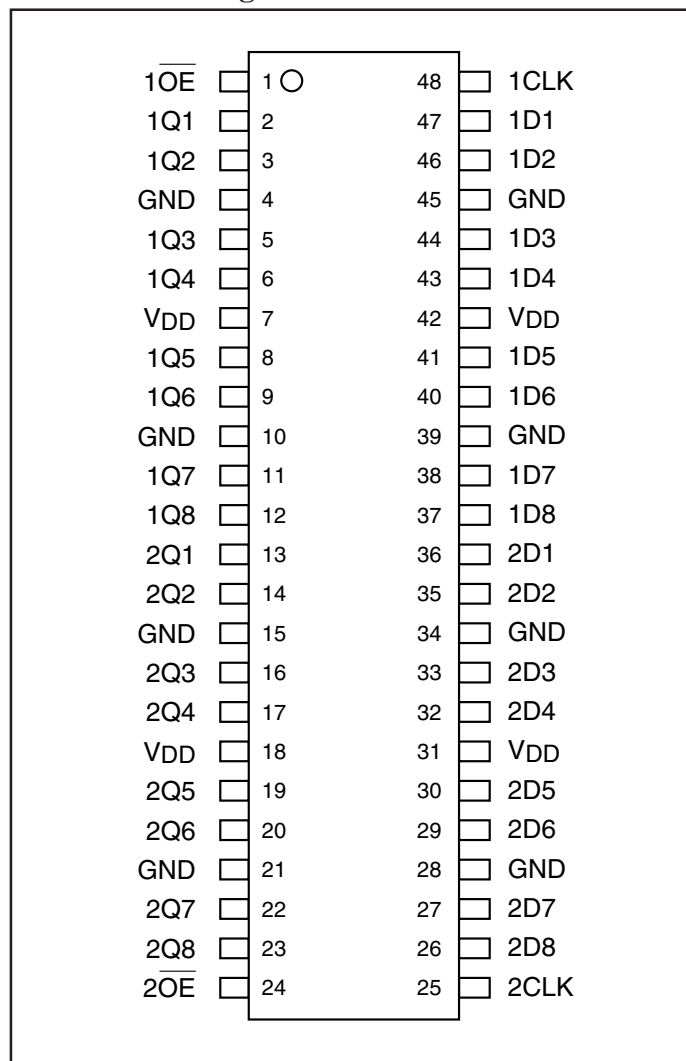 1O̅E̅ 1 48 1CLK
1Q1 2 47 1D1
1Q2 3 46 1D2
GND 4 45 GND
1Q3 5 44 1D3
1Q4 6 43 1D4
VDD 7 42 VDD
1Q5 8 41 1D5
1Q6 9 40 1D6
GND 10 39 GND
1Q7 11 38 1D7
1Q8 12 37 1D8
2Q1 13 36 2D1
2Q2 14 35 2D2
GND 15 34 GND
2Q3 16 33 2D3
2Q4 17 32 2D4
VDD 18 31 VDD
2Q5 19 30 2D5
2Q6 20 29 2D6
GND 21 28 GND
2Q7 22 27 2D7
2Q8 23 26 2D8
2O̅E̅ 24 25 2CLK